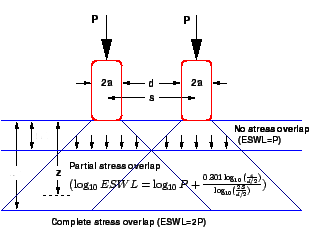 P P
2a d 2a
s
No stress overlap
(ESWL=P)
z
Partial stress overlap
(log₁₀ ESWL = log₁₀ P + 0.301 log₁₀(z/(d/2)) / log₁₀(2S/(d/2)))
Complete stress overlap (ESWL=2P)